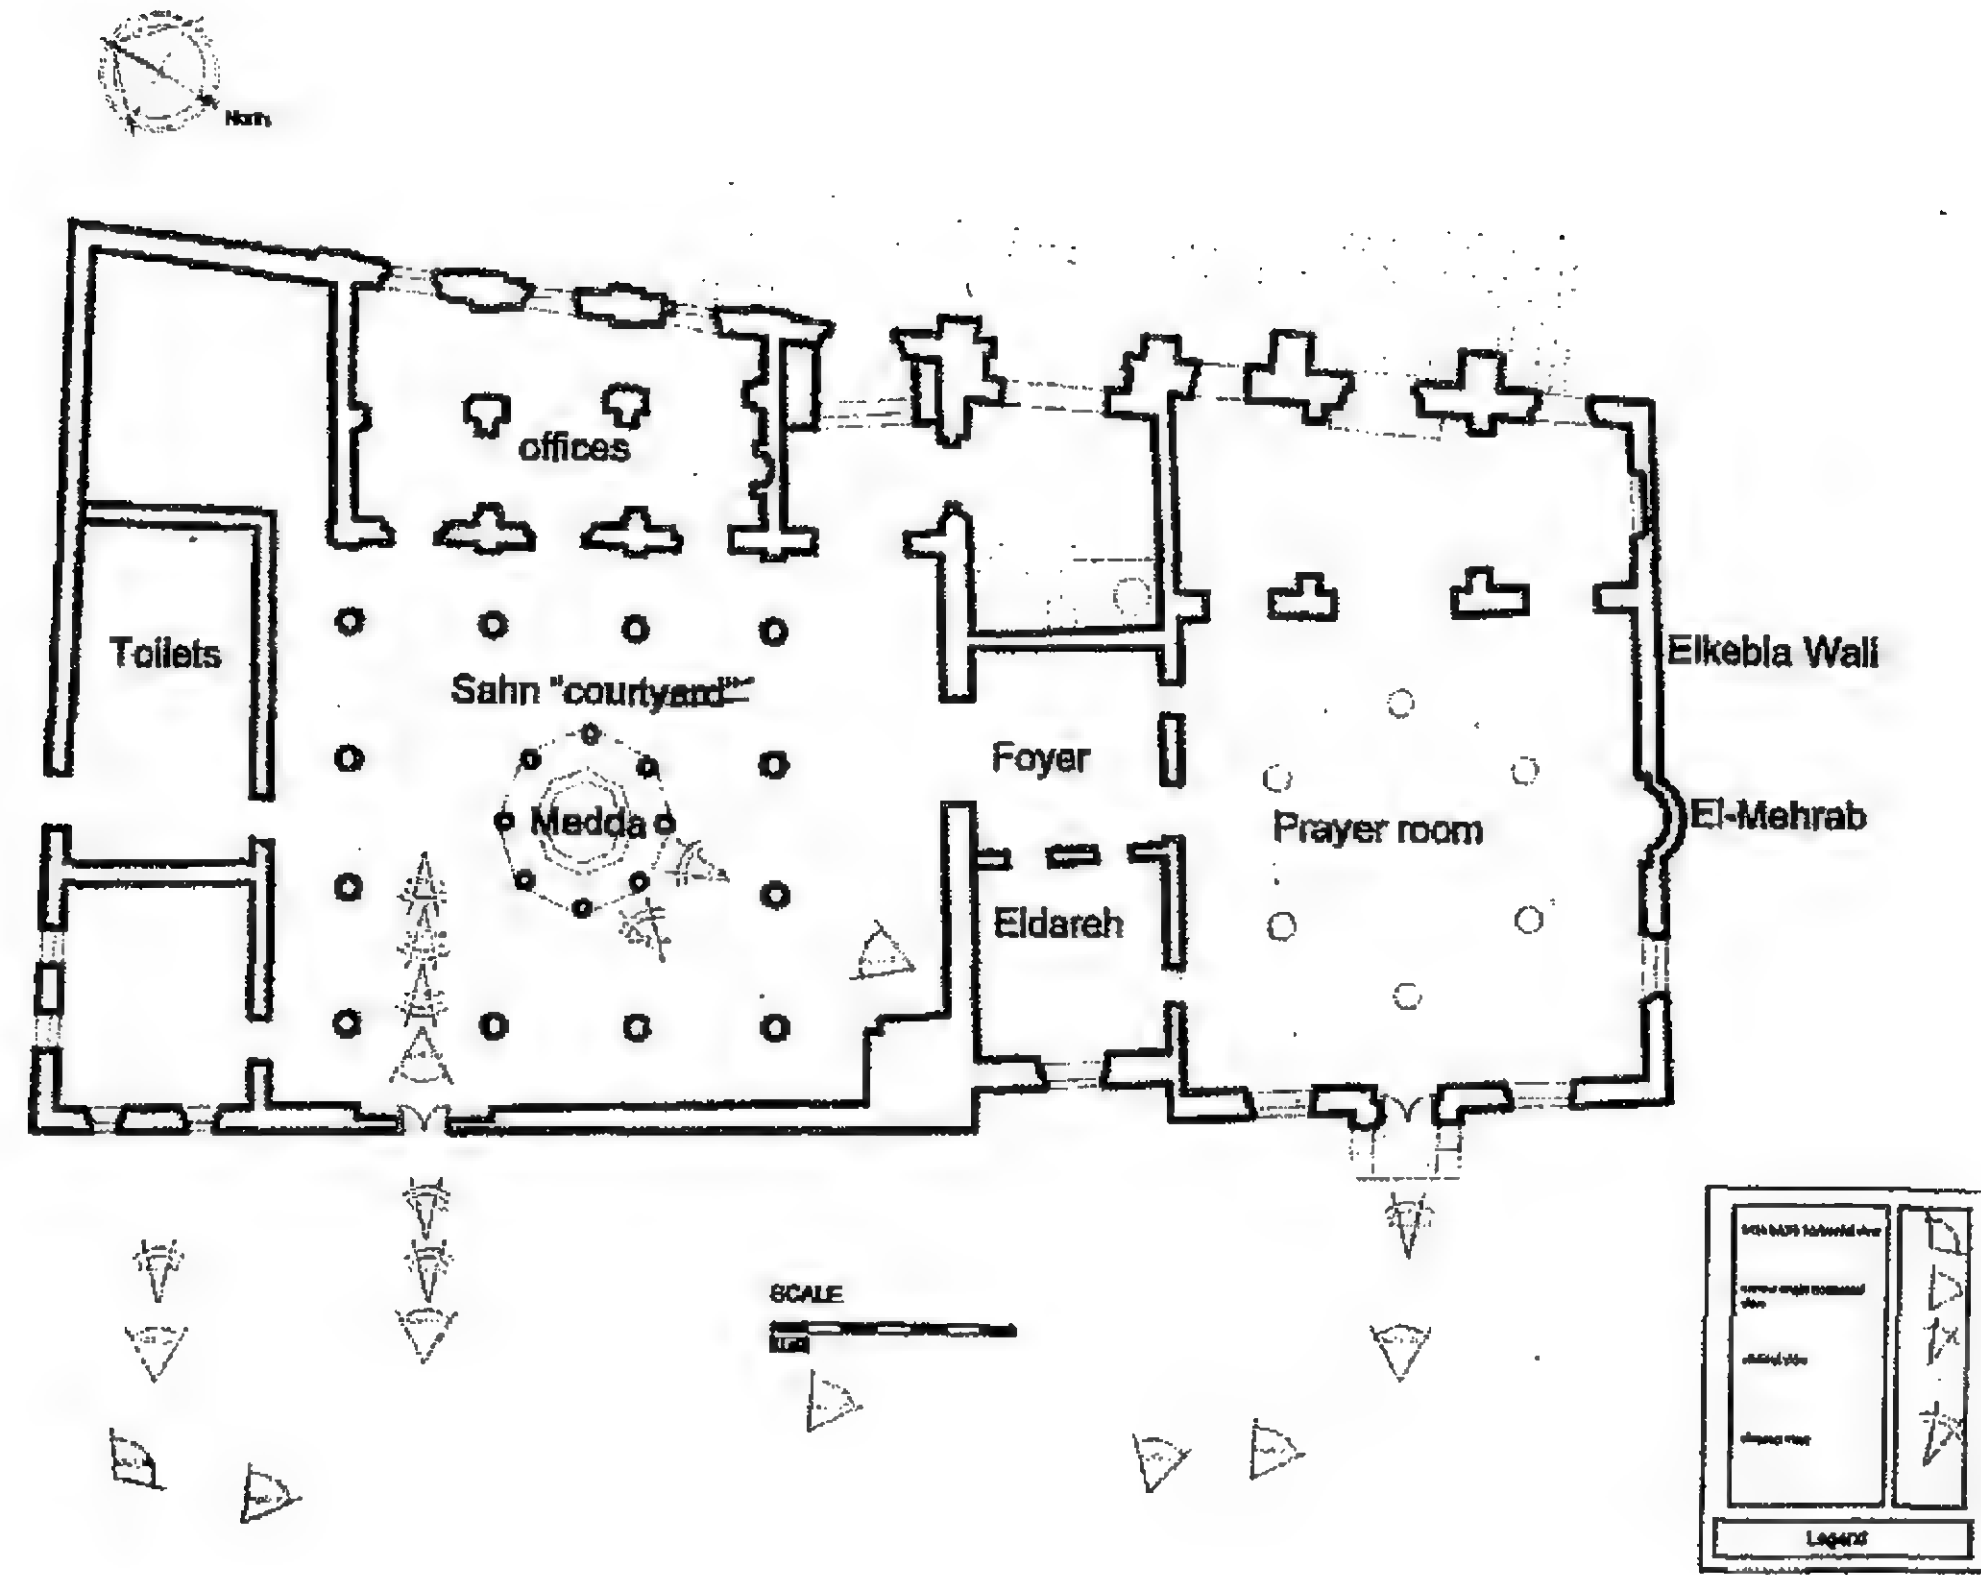 North
offices
Toilets
Sahn "courtyard"
Elkebla Wall
Foyer
Medda
Prayer room
El-Mehrab
Eldareh
SCALE
Legend